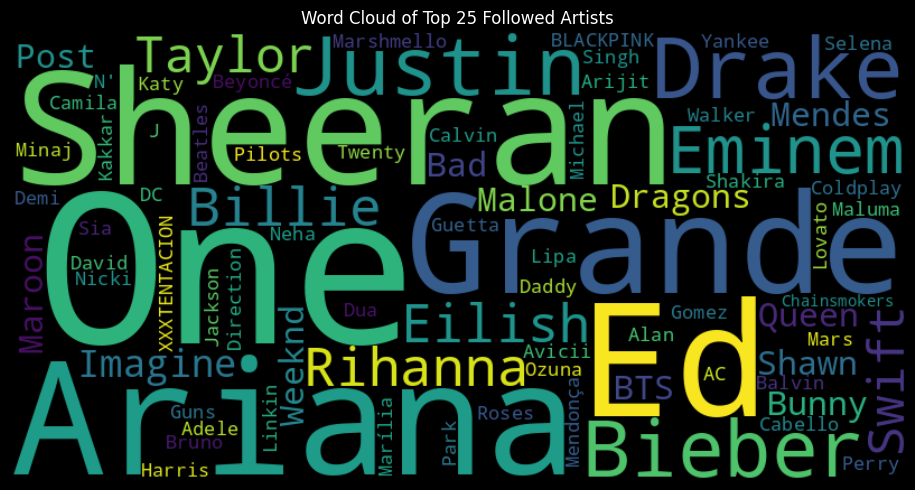 Word Cloud of Top 25 Followed Artists
Post
Taylor
Marshmello
Justin
BLACKPINK
Singh
Drake
Yankee
Selena
N'
Katy
Beyoncé
Arijit
Camila
Sheeran
Walker
Mendes
J
Calvin
Michael
Eminem
Minaj
Kakkar
Beatles
Pilots
Twenty
Bad
Shakira
Demi
DC
Billie
Malone
Dragons
Coldplay
Maluma
Lovato
Sia
One
Neha
Guetta
Grande
Maroon
David
Nicki
XXXTENTACION
Jackson
Direction
Lipa
Daddy
Dua
Weeknd
Eilish
Ed
Gomez
Chainsmokers
Queen
Alan
Mars
Swift
Imagine
Rihanna
Avicii
Ozuna
AC
Shawn
BTS
Balvin
Ariana
Guns
Adele
Bruno
Linkin
Marília
Park
Roses
Mendonça
Bunny
Cabello
Bieber
Harris
Perry